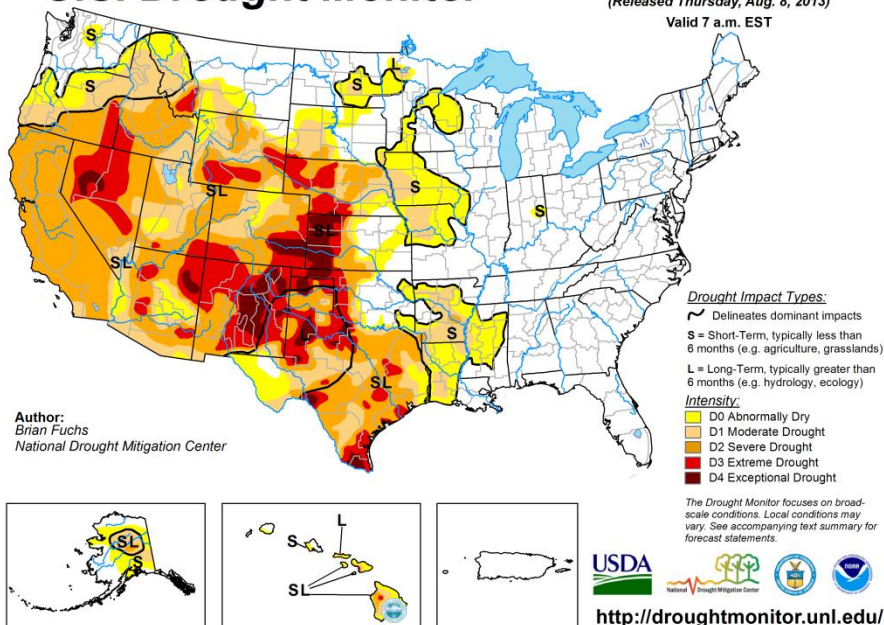 U.S. Drought Monitor
(Released Thursday, Aug. 8, 2013)
Valid 7 a.m. EST
S
S
L
S
S
S
SL
SL
SL
S
L
SL
Drought Impact Types:
Delineates dominant impacts
S = Short-Term, typically less than
6 months (e.g. agriculture, grasslands)
L = Long-Term, typically greater than
6 months (e.g. hydrology, ecology)
Intensity:
D0 Abnormally Dry
D1 Moderate Drought
D2 Severe Drought
D3 Extreme Drought
D4 Exceptional Drought
Author:
Brian Fuchs
National Drought Mitigation Center
The Drought Monitor focuses on broad-
scale conditions. Local conditions may
vary. See accompanying text summary for
forecast statements.
SL
S
L
S
SL
USDA
National Drought Mitigation Center
NOAA
http://droughtmonitor.unl.edu/